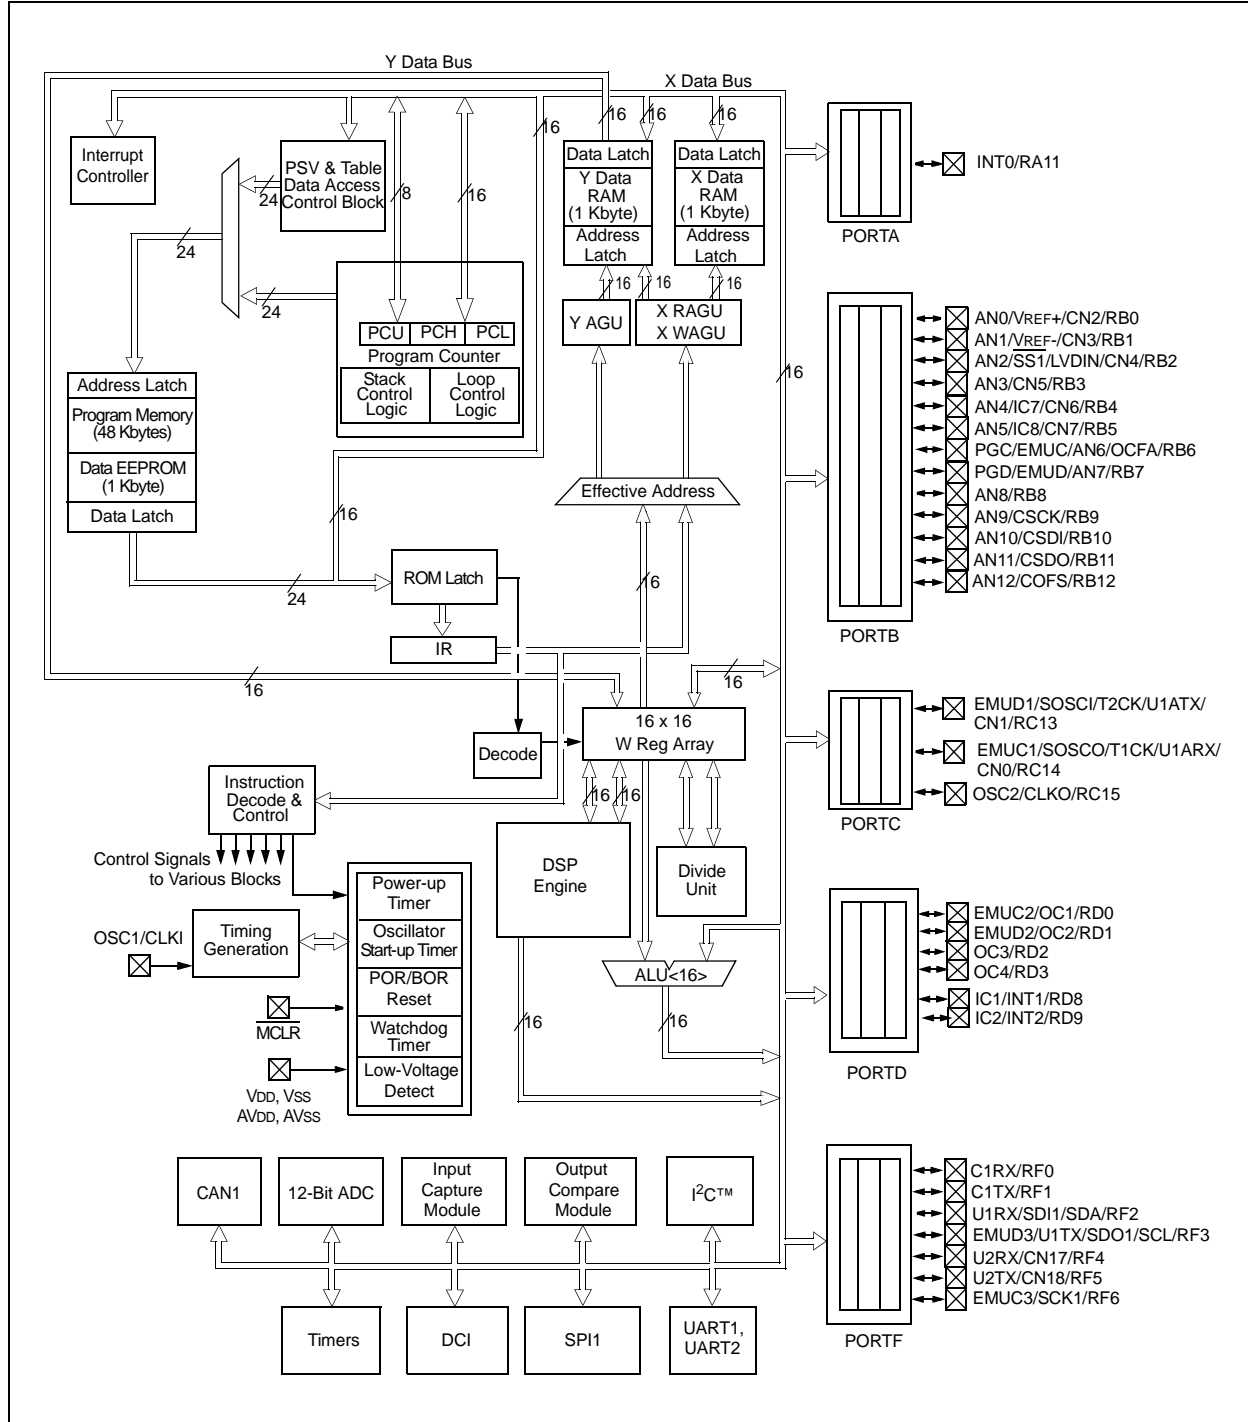 Y Data Bus
X Data Bus
Interrupt
Controller
PSV & Table
Data Access
Control Block
24
8
16
16
16
16
16
Data Latch
Y Data
RAM
(1 Kbyte)
Address
Latch
Data Latch
X Data
RAM
(1 Kbyte)
Address
Latch
24
24
16
16
16
Y AGU
X RAGU
X WAGU
PCU
PCH
PCL
Program Counter
Stack
Control
Logic
Loop
Control
Logic
Address Latch
Program Memory
(48 Kbytes)
Data EEPROM
(1 Kbyte)
Data Latch
16
24
ROM Latch
IR
Effective Address
16
16
16
16
16 x 16
W Reg Array
Decode
Instruction
Decode &
Control
Control Signals
to Various Blocks
16
16
DSP
Engine
Divide
Unit
ALU<16>
16
16
OSC1/CLKI
Timing
Generation
Power-up
Timer
Oscillator
Start-up Timer
POR/BOR
Reset
Watchdog
Timer
Low-Voltage
Detect
MCLR
VDD, VSS
AVDD, AVSS
CAN1
12-Bit ADC
Input
Capture
Module
Output
Compare
Module
I²C™
Timers
DCI
SPI1
UART1,
UART2
INT0/RA11
PORTA
AN0/VREF+/CN2/RB0
AN1/VREF-/CN3/RB1
AN2/SS1/LVDIN/CN4/RB2
AN3/CN5/RB3
AN4/IC7/CN6/RB4
AN5/IC8/CN7/RB5
PGC/EMUC/AN6/OCFA/RB6
PGD/EMUD/AN7/RB7
AN8/RB8
AN9/CSCK/RB9
AN10/CSDI/RB10
AN11/CSDO/RB11
AN12/COFS/RB12
PORTB
EMUD1/SOSCI/T2CK/U1ATX/
CN1/RC13
EMUC1/SOSCO/T1CK/U1ARX/
CN0/RC14
OSC2/CLKO/RC15
PORTC
EMUC2/OC1/RD0
EMUD2/OC2/RD1
OC3/RD2
OC4/RD3
IC1/INT1/RD8
IC2/INT2/RD9
PORTD
C1RX/RF0
C1TX/RF1
U1RX/SDI1/SDA/RF2
EMUD3/U1TX/SDO1/SCL/RF3
U2RX/CN17/RF4
U2TX/CN18/RF5
EMUC3/SCK1/RF6
PORTF